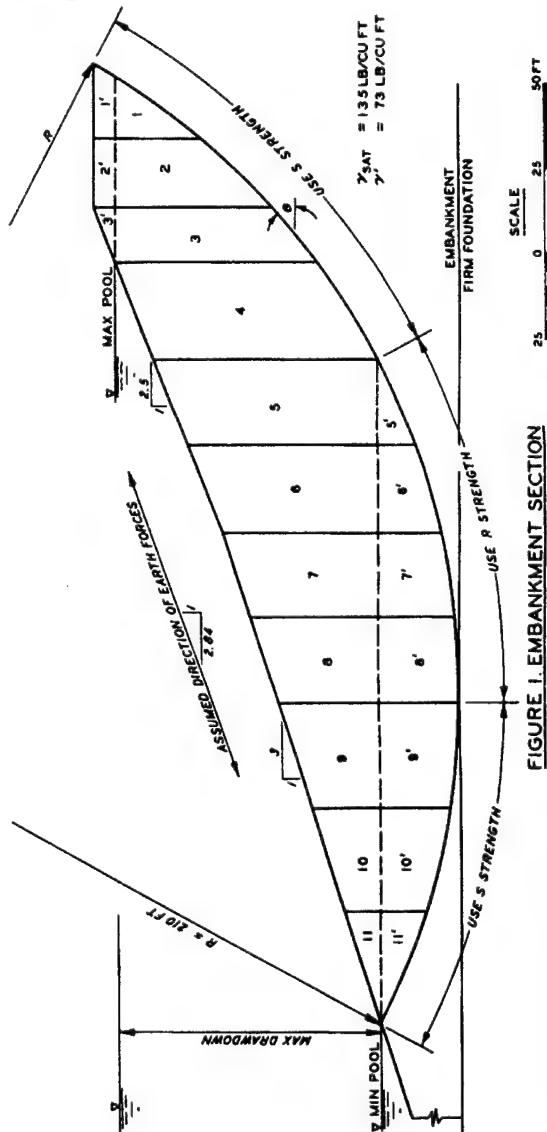 R
1' 2' 3'
MAX POOL
1
2
3
4
5
6
7
8
9
10
11
5'
6'
7'
8'
9'
10'
11'
1
2.5
ASSUMED DIRECTION OF EARTH FORCES
1
2.84
1
3
R = 210 FT
MAX DRAWDOWN
MIN POOL
θ
USE S STRENGTH
USE R STRENGTH
USE S STRENGTH
γSAT = 135 LB/CU FT
γ' = 73 LB/CU FT
EMBANKMENT
FIRM FOUNDATION
SCALE
25 0 25 50 FT
FIGURE 1. EMBANKMENT SECTION